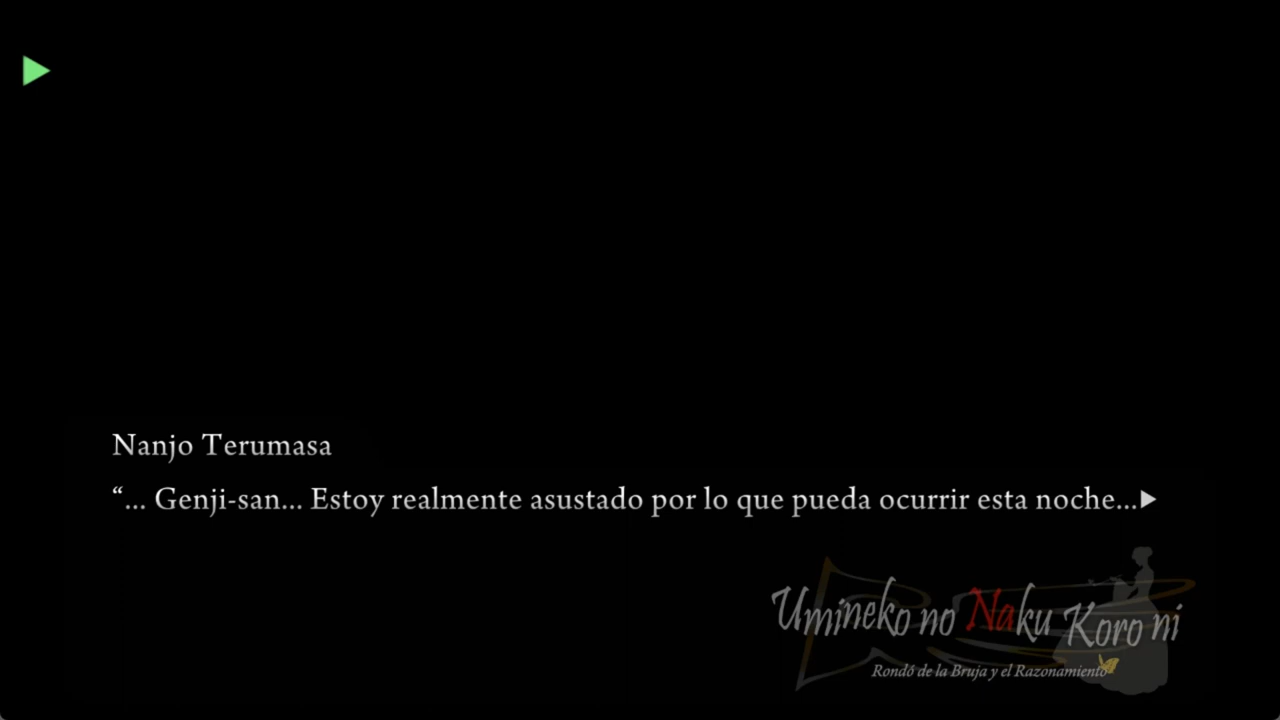 Nanjo Terumasa
“... Genji-san... Estoy realmente asustado por lo que pueda ocurrir esta noche...
Umineko no Naku Koro ni
Rondó de la Bruja y el Razonamiento